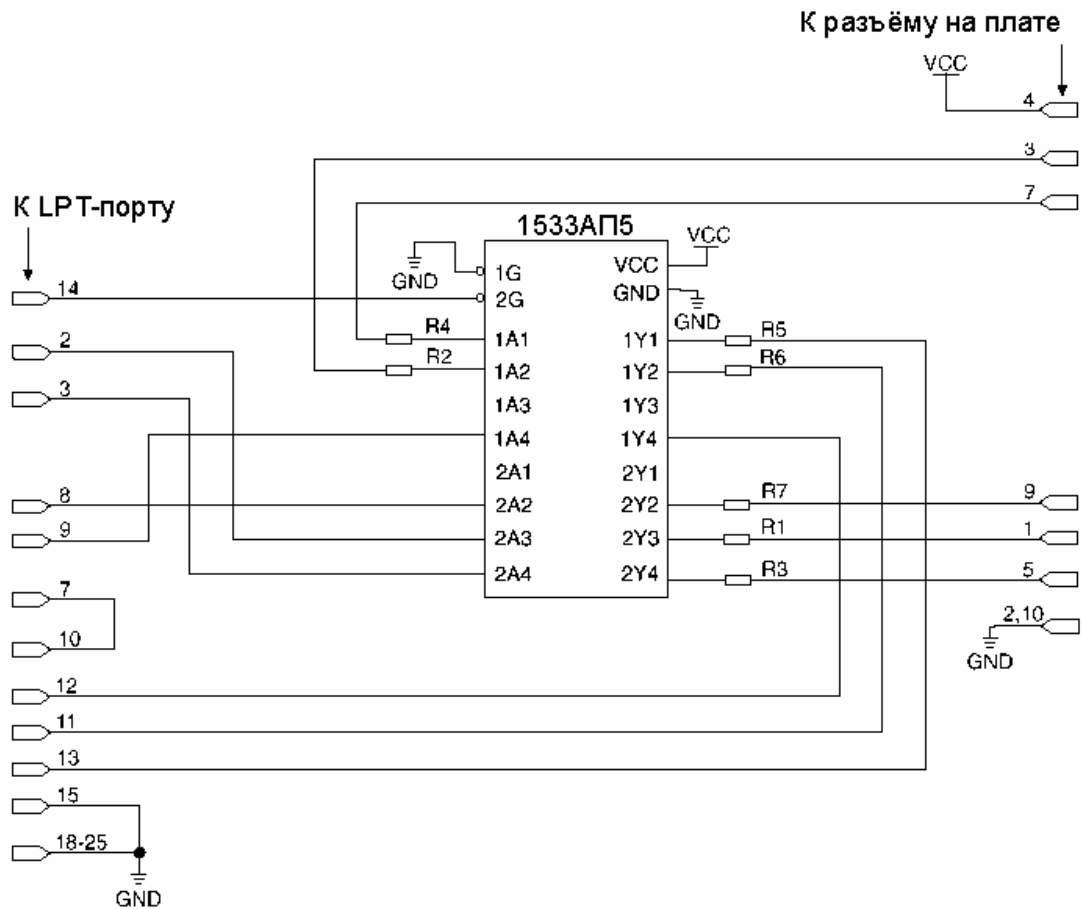 К разъёму на плате
VCC
4
3
7
К LPT-порту
1533АП5
VCC
GND
1G
VCC
14
2G
GND
GND
R4
1A1
1Y1
R5
2
R2
1A2
1Y2
R6
3
1A3
1Y3
1A4
1Y4
2A1
2Y1
8
2A2
2Y2
R7
9
9
2A3
2Y3
R1
1
2A4
2Y4
R3
5
7
2,10
GND
10
12
11
13
15
18-25
GND